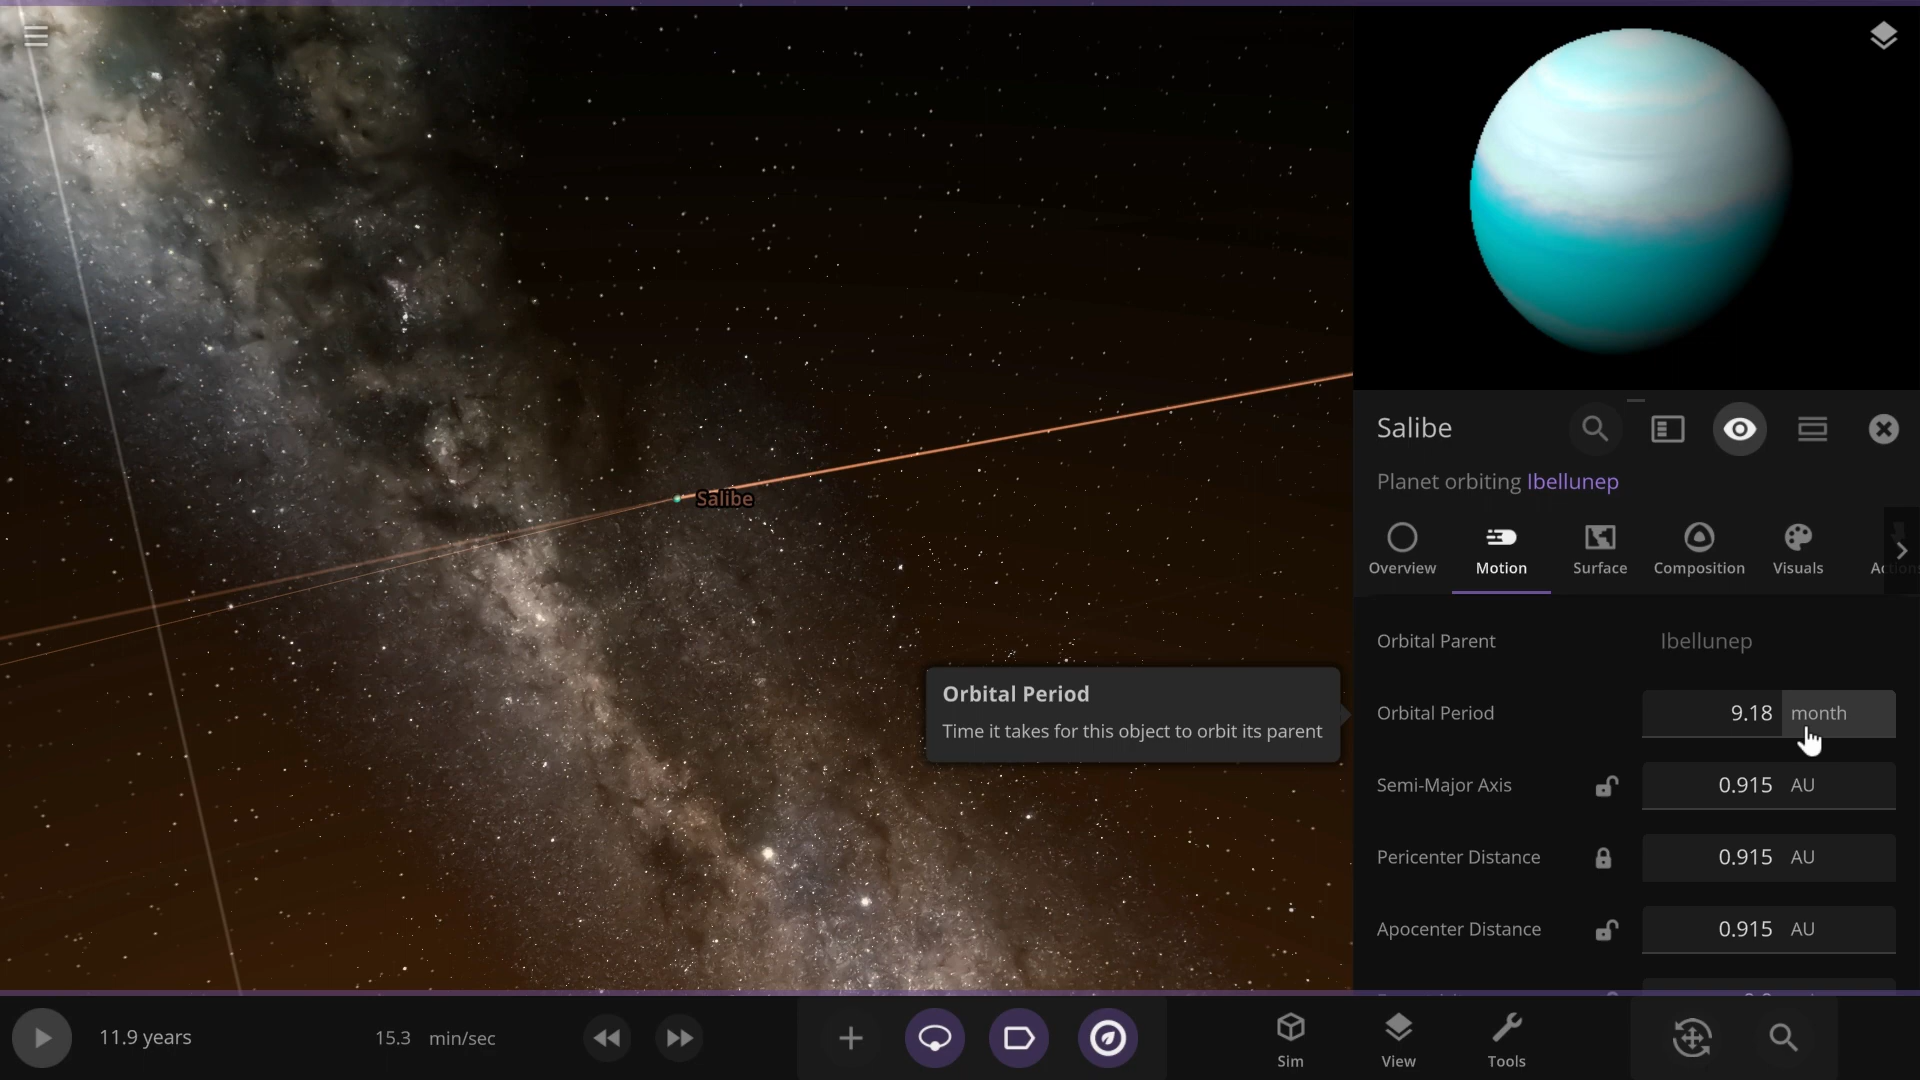 Salibe
Salibe
Planet orbiting Ibellunep
Overview
Motion
Surface
Composition
Visuals
Orbital Parent
Ibellunep
Orbital Period
9.18 month
Orbital Period
Time it takes for this object to orbit its parent
Semi-Major Axis
0.915 AU
Pericenter Distance
0.915 AU
Apocenter Distance
0.915 AU
11.9 years
15.3 min/sec
Sim
View
Tools